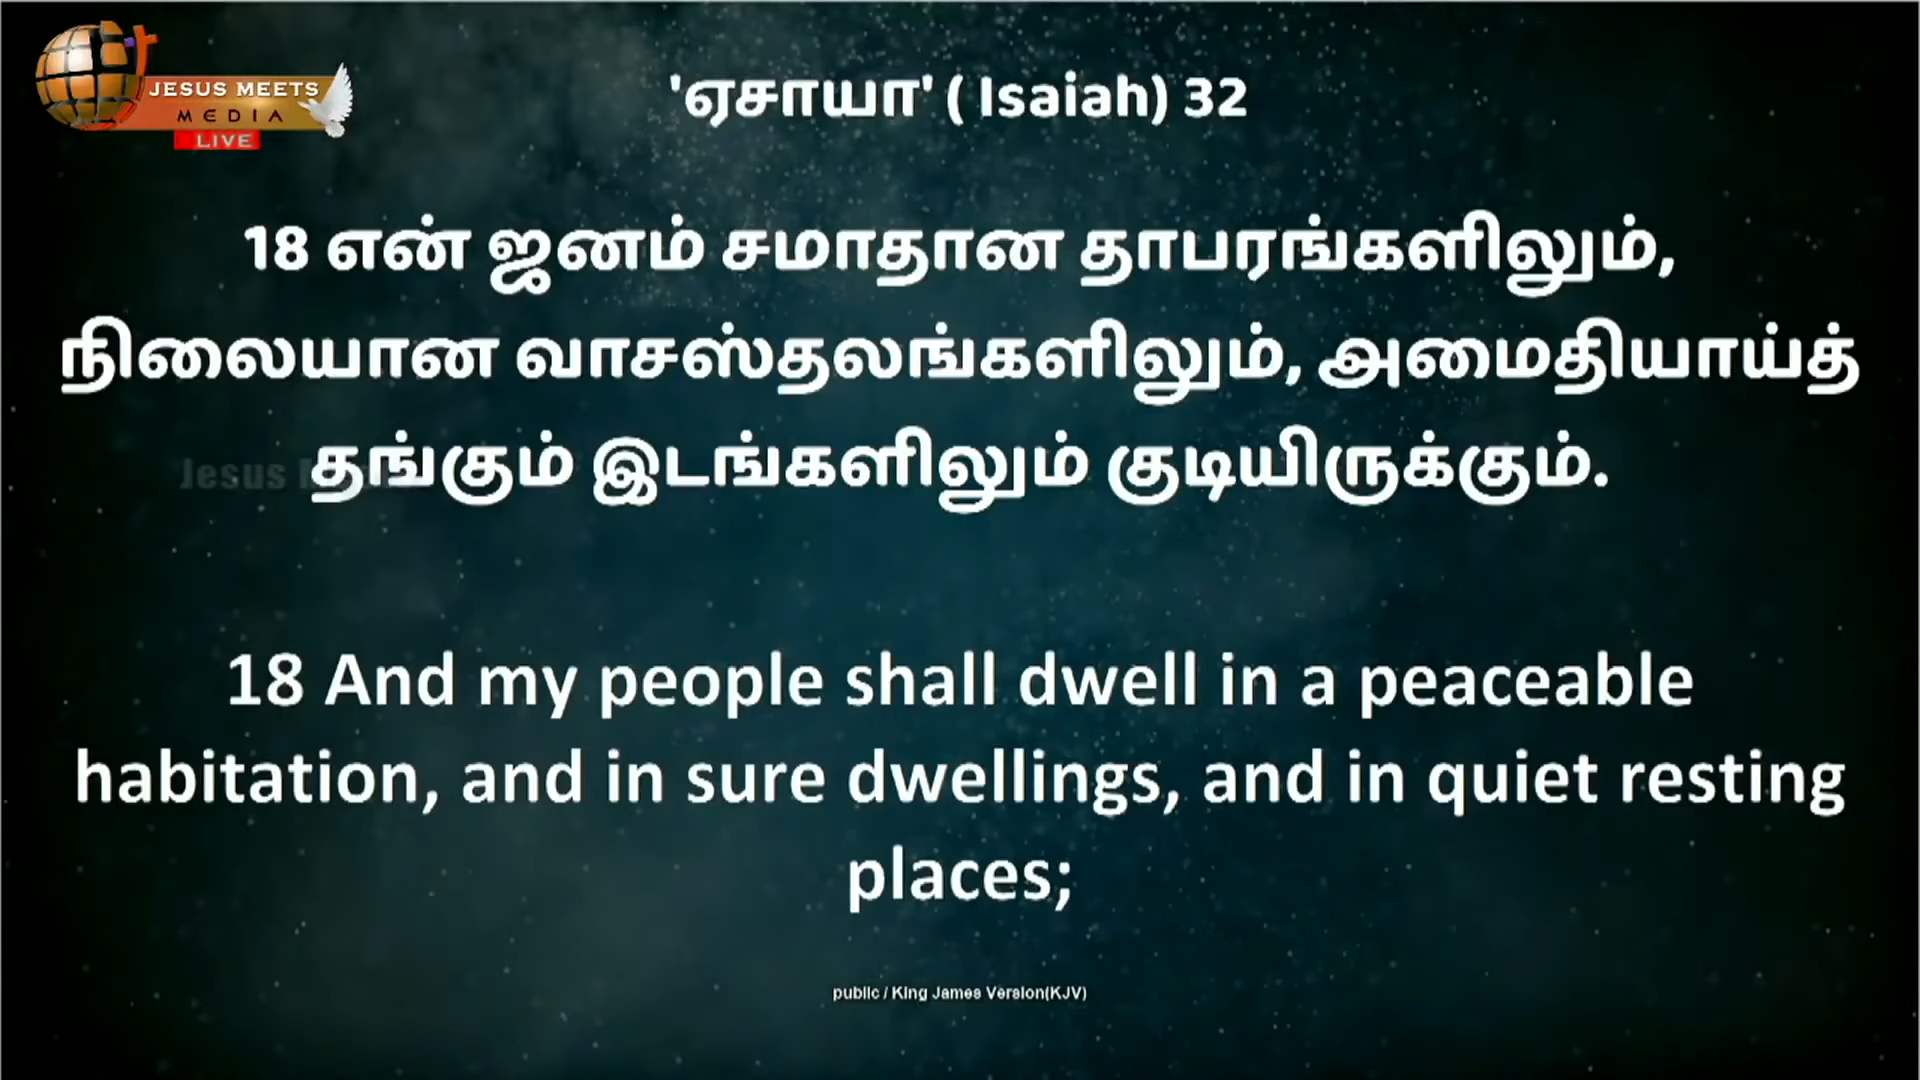 JESUS MEETS
MEDIA
LIVE
'ஏசாயா' ( Isaiah) 32
18 என் ஜனம் சமாதான தாபரங்களிலும்,
நிலையான வாசஸ்தலங்களிலும், அமைதியாய்த்
தங்கும் இடங்களிலும் குடியிருக்கும்.
Jesus
18 And my people shall dwell in a peaceable
habitation, and in sure dwellings, and in quiet resting
places;
public / King James Version(KJV)